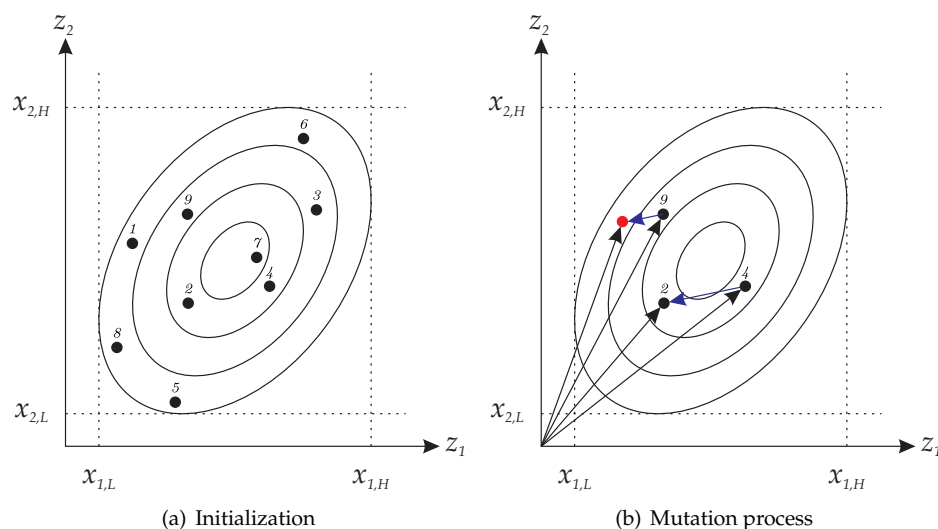 z2
z2
x2,H
x2,H
6
9
3
9
1
7
4
4
2
2
8
5
x2,L
x2,L
z1
z1
x1,L
x1,H
x1,L
x1,H
(a) Initialization
(b) Mutation process